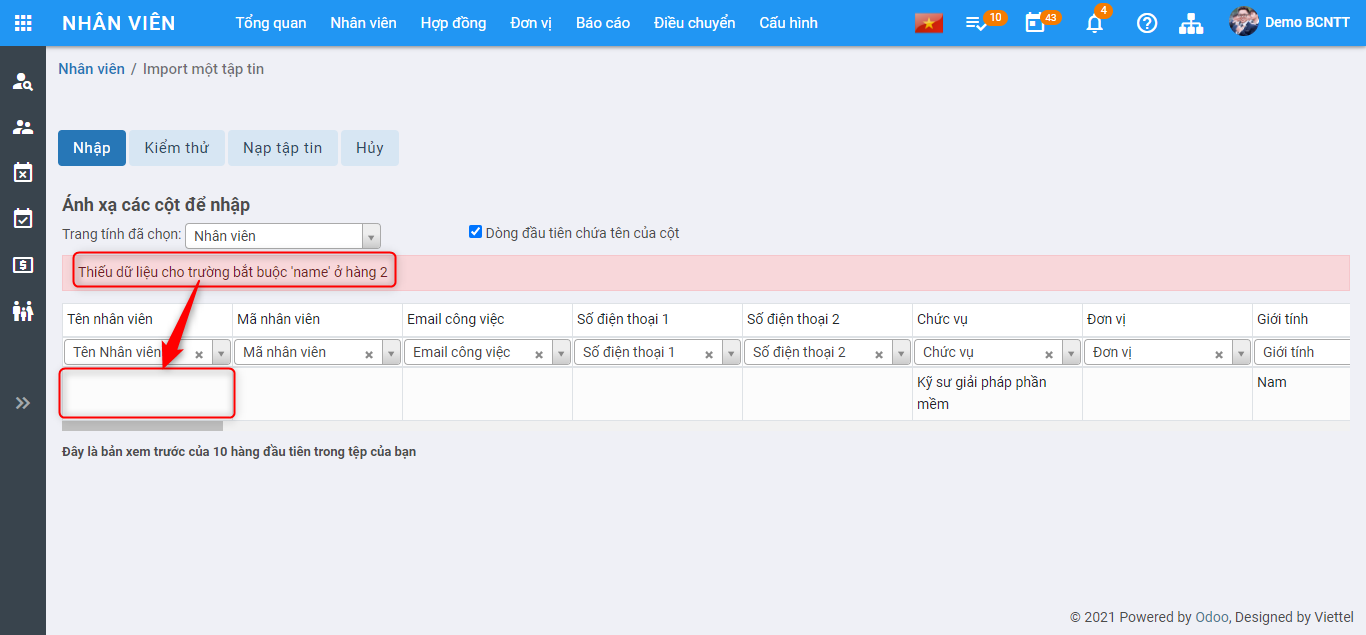 NHÂN VIÊN Tổng quan Nhân viên Hợp đồng Đơn vị Báo cáo Điều chuyển Cấu hình 10 43 4 Demo BCNTT
Nhân viên / Import một tập tin
Nhập Kiểm thử Nạp tập tin Hủy
Ánh xạ các cột để nhập
Trang tính đã chọn: Nhân viên Dòng đầu tiên chứa tên của cột
Thiếu dữ liệu cho trường bắt buộc 'name' ở hàng 2
Tên nhân viên Mã nhân viên Email công việc Số điện thoại 1 Số điện thoại 2 Chức vụ Đơn vị Giới tính
Tên Nhân viên Mã nhân viên Email công việc Số điện thoại 1 Số điện thoại 2 Chức vụ Đơn vị Giới tính
Kỹ sư giải pháp phần Nam
mềm
Đây là bản xem trước của 10 hàng đầu tiên trong tệp của bạn
© 2021 Powered by Odoo, Designed by Viettel